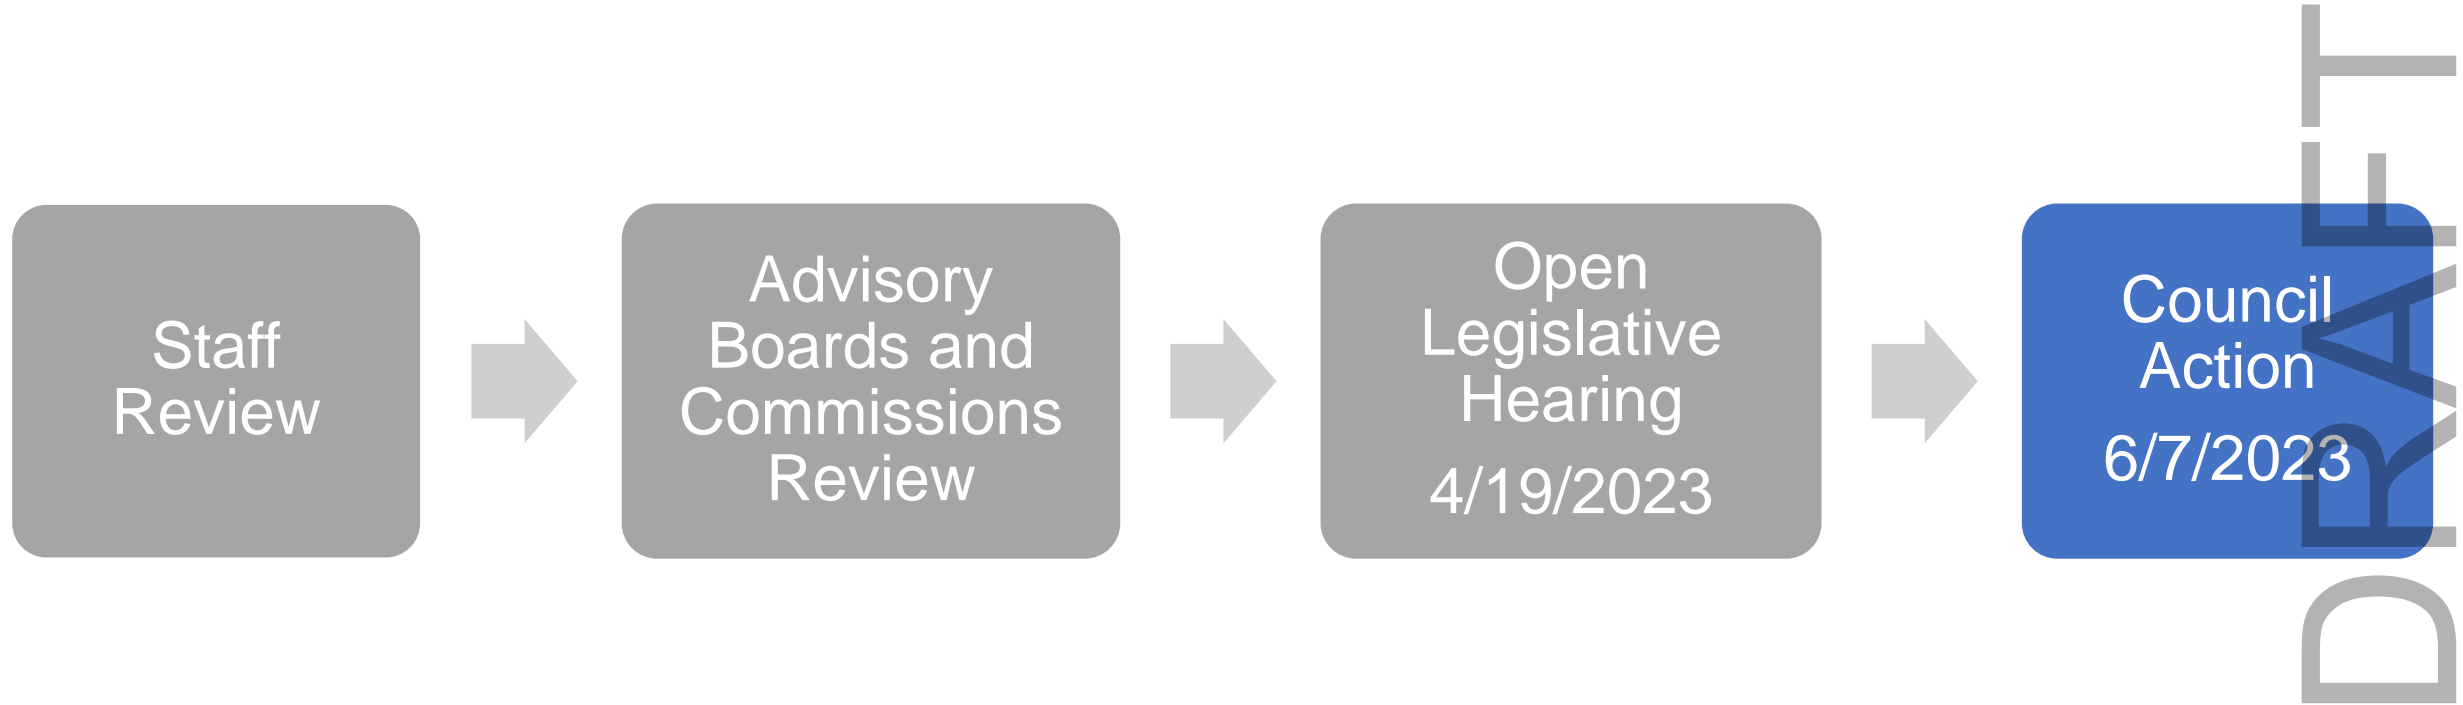 Staff
Review
Advisory
Boards and
Commissions
Review
Open
Legislative
Hearing
4/19/2023
Council
Action
6/7/2023
DRAFT